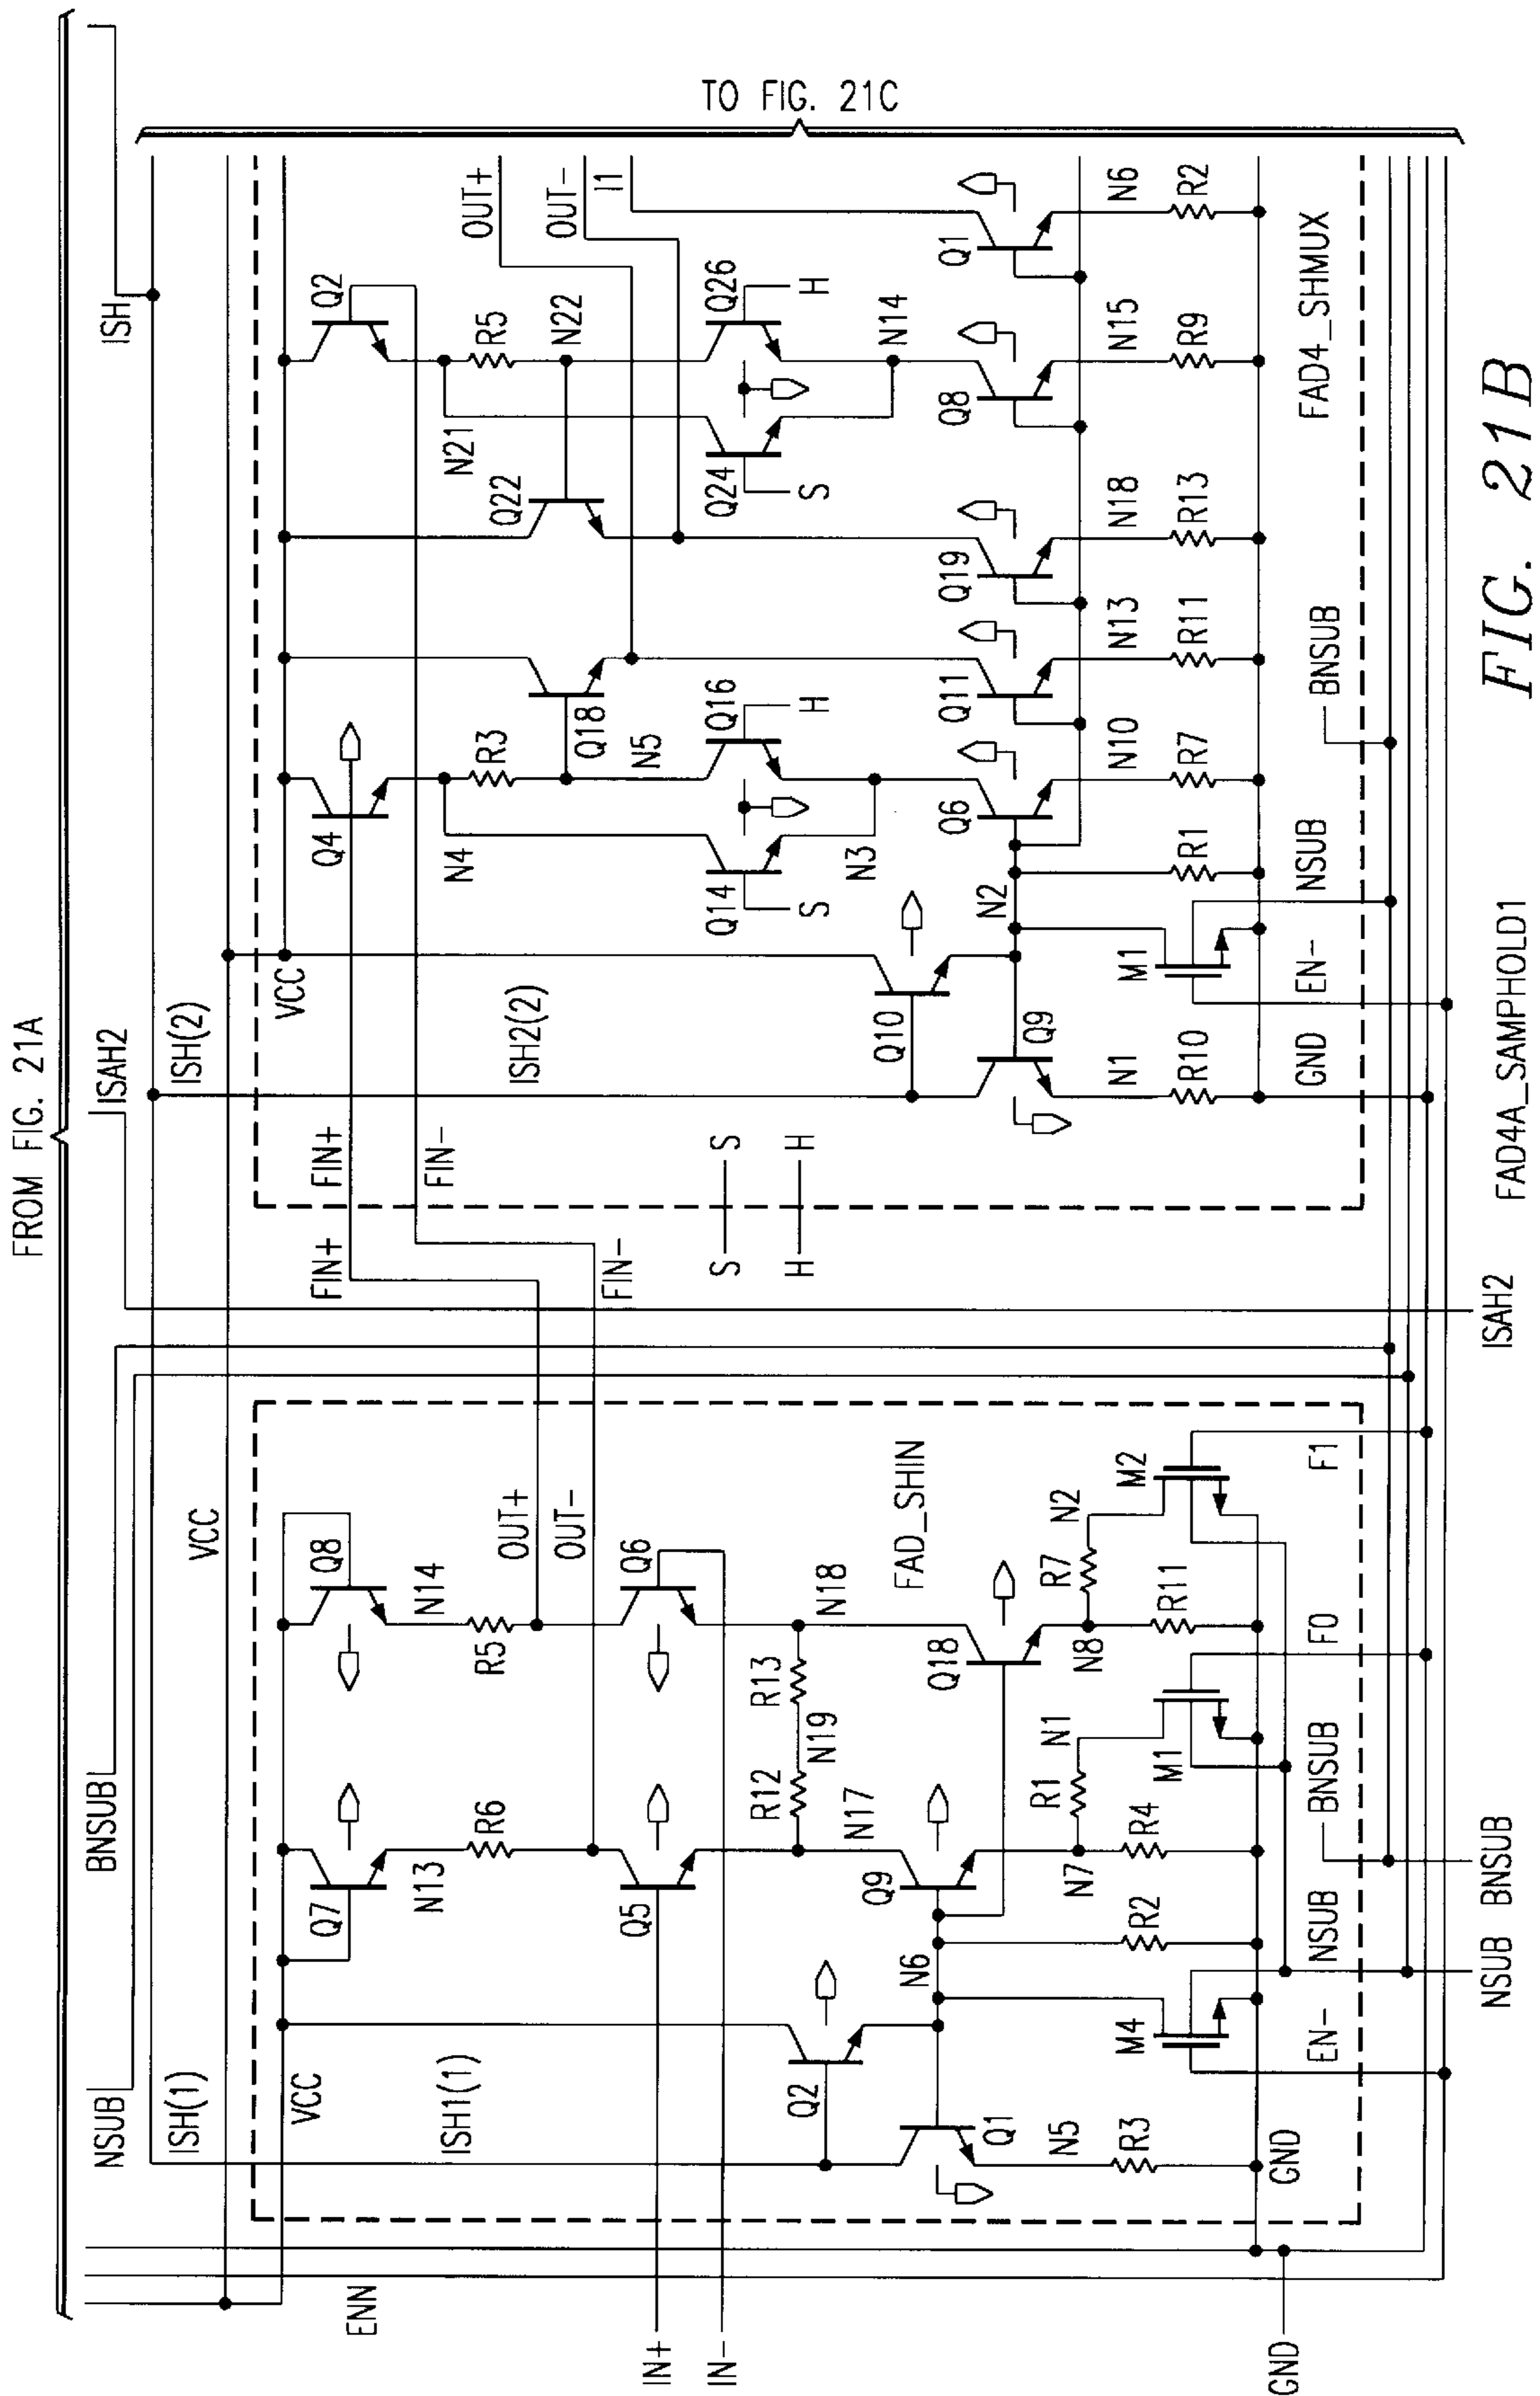 FROM FIG. 21A
NSUB
BNSUB
ISAH2
ISH
TO FIG. 21C
ISH(1)
VCC
ISH(2)
VCC
ISH1(1)
VCC
ISH2(2)
ENN
IN+
IN-
GND
Q7
N13
R6
Q8
N14
R5
OUT+
OUT-
Q5
Q6
R12
N19
R13
N17
N18
Q2
N6
Q9
Q18
FAD_SHIN
Q1
N5
R3
M4
R2
N7
R4
R1
N1
M1
N8
R11
R7
N2
M2
GND
EN-
NSUB
BNSUB
F0
F1
NSUB
BNSUB
ISAH2
FIN+
FIN-
FIN+
FIN-
S
S
H
H
Q4
N4
R3
Q18
N5
Q14
S
Q16
H
N3
Q2
R5
N22
N21
Q22
Q24
S
Q26
H
N14
OUT+
OUT-
I1
Q10
Q9
N2
Q6
Q11
Q19
Q8
Q1
N1
R10
M1
R1
N10
R7
N13
R11
N18
R13
N15
R9
N6
R2
GND
EN-
NSUB
BNSUB
FAD4_SHMUX
FAD4A_SAMPHOLD1
FIG. 21B